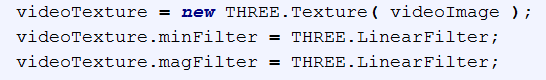 videoTexture = new THREE.Texture( videoImage );
videoTexture.minFilter = THREE.LinearFilter;
videoTexture.magFilter = THREE.LinearFilter;